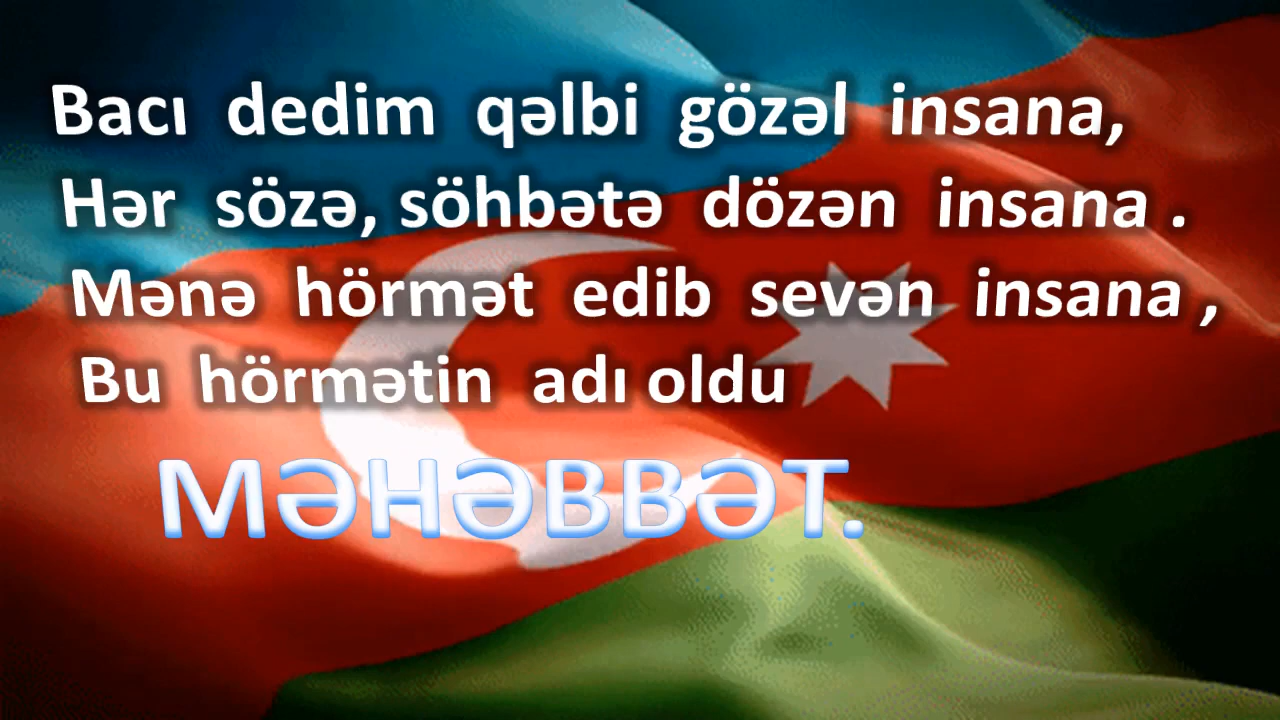 Bacı dedim qəlbi gözəl insana,
Hər sözə, söhbətə dözən insana .
Mənə hörmət edib sevən insana ,
Bu hörmətin adı oldu
MƏHƏBBƏT.